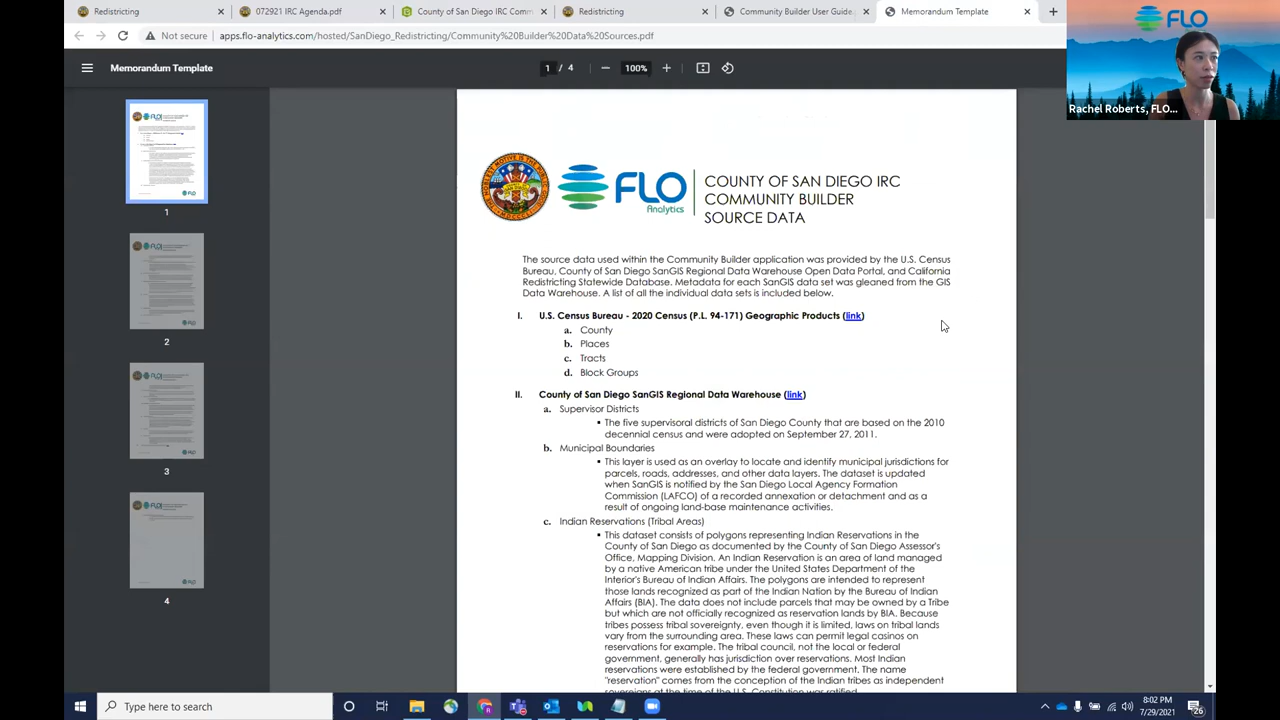 Redirecting
072921 IRC Agenda.pdf
County of San Diego IRC Comm
Redistricting
Community Builder User Guide.
Memorandum Template
Not secure
apps.flo-analytics.com/hosted/SanDiego_Redistricting/Community%20Builder%20Data%20Sources.pdf
Memorandum Template
1 / 4
100%
FLO
Rachel Roberts, FLO...
1
2
3
4
FLO
Analytics
COUNTY OF SAN DIEGO IRC
COMMUNITY BUILDER
SOURCE DATA
The source data used within the Community Builder application was provided by the U.S. Census
Bureau, County of San Diego SanGIS Regional Data Warehouse Open Data Portal, and California
Redistricting Statewide Database. Metadata for each SanGIS data set was gleaned from the GIS
Data Warehouse. A list of all the individual data sets is included below.
I. U.S. Census Bureau - 2020 Census (P.L. 94-171) Geographic Products (link)
a. County
b. Places
c. Tracts
d. Block Groups
II. County of San Diego SanGIS Regional Data Warehouse (link)
a. Supervisor Districts
▪ The five supervisoral districts of San Diego County that are based on the 2010
decennial census and were adopted on September 27, 2011.
b. Municipal Boundaries
▪ This layer is used as an overlay to locate and identify municipal jurisdictions for
parcels, roads, addresses, and other data layers. The dataset is updated
when SanGIS is notified by the San Diego Local Agency Formation
Commission (LAFCO) of a recorded annexation or detachment and as a
result of ongoing land-base maintenance activities.
c. Indian Reservations (Tribal Areas)
▪ This dataset consists of polygons representing Indian Reservations in the
County of San Diego as documented by the County of San Diego Assessor's
Office, Mapping Division. An Indian Reservation is an area of land managed
by a native American tribe under the United States Department of the
Interior's Bureau of Indian Affairs. The polygons are intended to represent
those lands recognized as part of the Indian Nation by the Bureau of Indian
Affairs (BIA). The data does not include parcels that may be owned by a Tribe
but which are not officially recognized as reservation lands by BIA. Because
tribes possess tribal sovereignty, even though it is limited, laws on tribal lands
vary from the surrounding area. These laws can permit legal casinos on
reservations for example. The tribal council, not the local or federal
government, generally has jurisdiction over reservations. Most Indian
reservations were established by the federal government. The name
"reservation" comes from the conception of the Indian tribes as independent
sovereigns at the time of the U.S. Constitution was ratified.
Type here to search
8:02 PM
7/29/2021
26